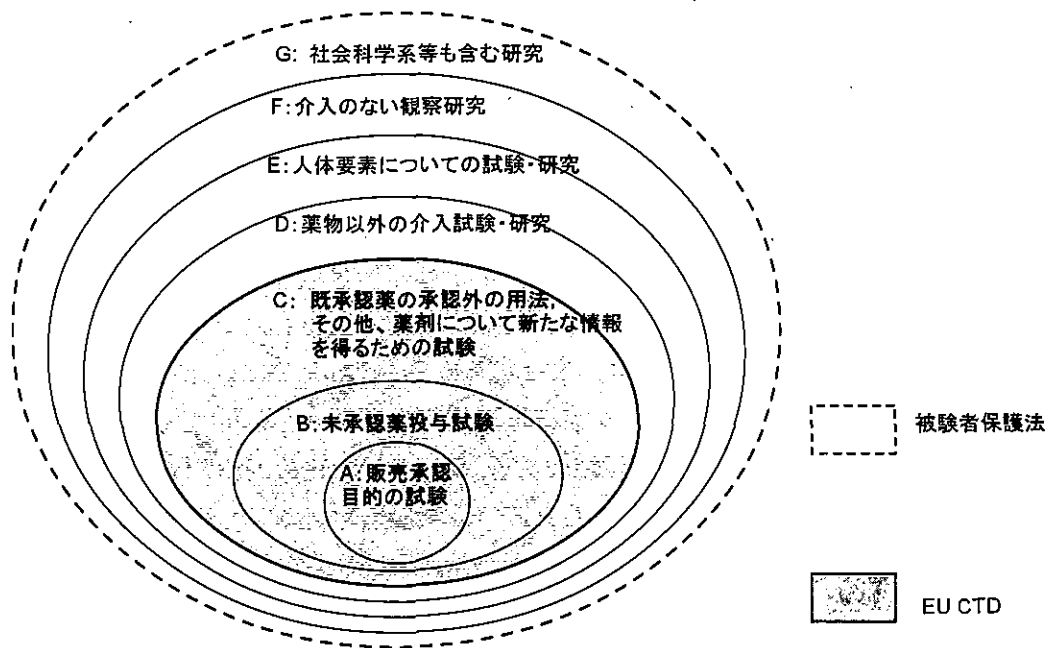 G: 社会科学系等も含む研究
F:介入のない観察研究
E:人体要素についての試験・研究
D:薬物以外の介入試験・研究
C: 既承認薬の承認外の用法,
その他、薬剤について新たな情報
を得るための試験
B:未承認薬投与試験
A:販売承認
目的の試験
被験者保護法
EU CTD